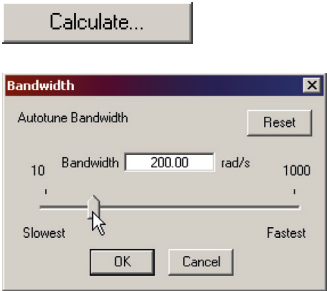 Calculate...
Bandwidth
Autotune Bandwidth
Reset
10 Bandwidth 200.00 rad/s 1000
Slowest Fastest
OK Cancel